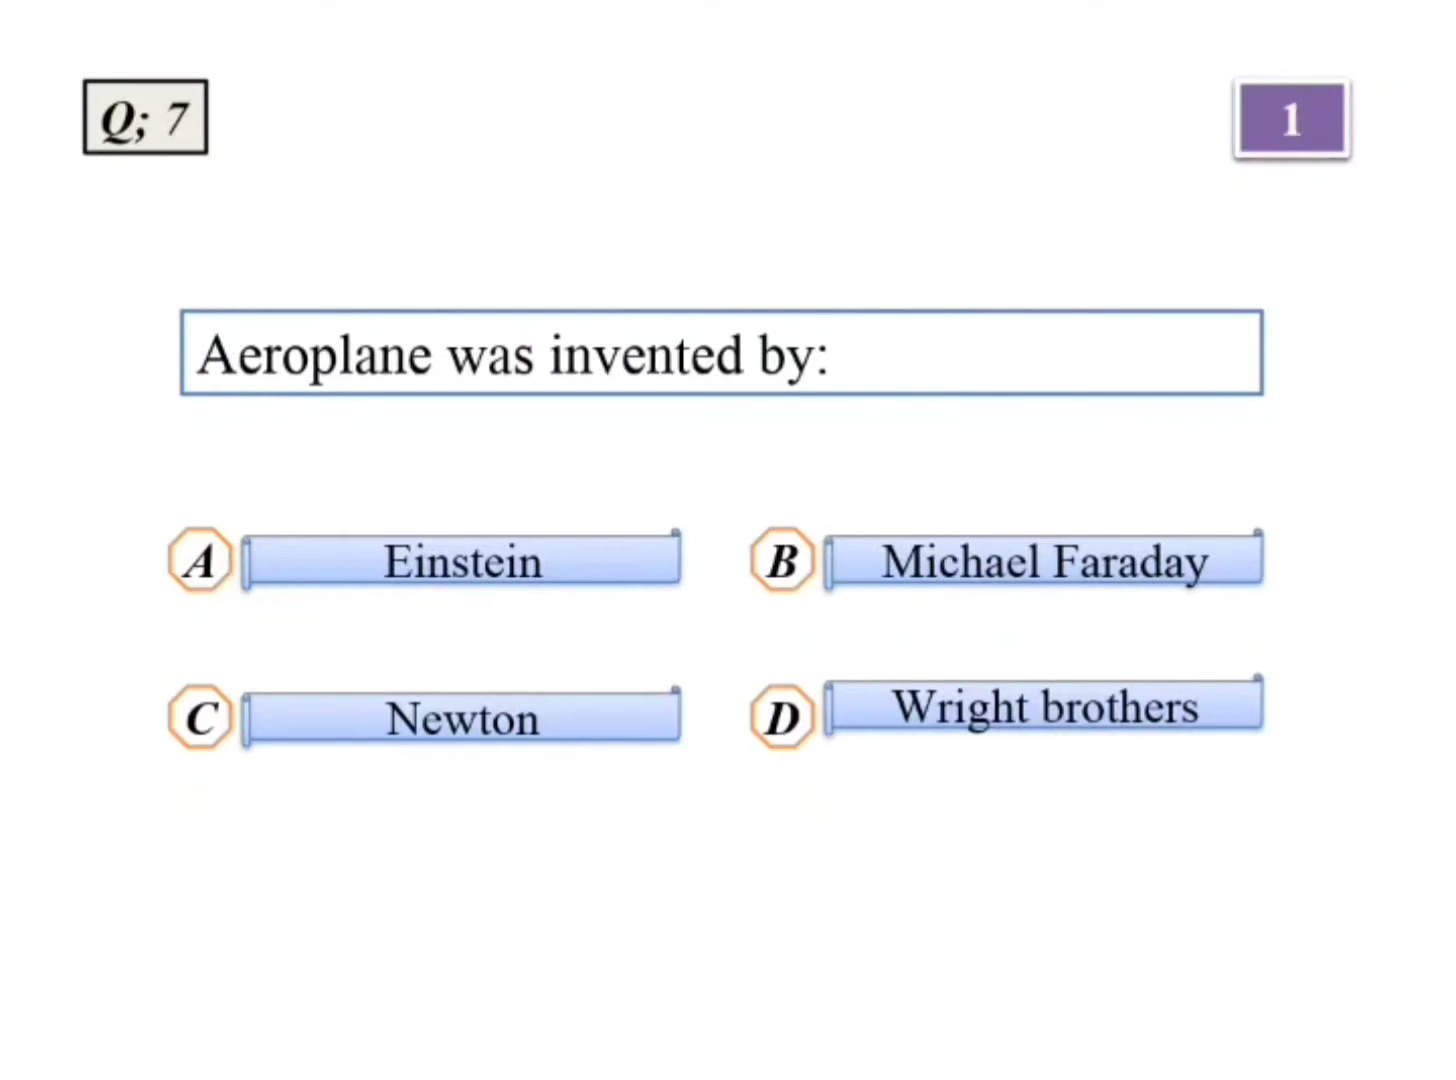 Q; 7
1
Aeroplane was invented by:
A Einstein
B Michael Faraday
C Newton
D Wright brothers